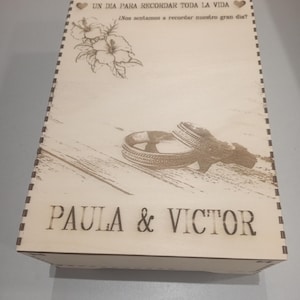 UN DIA PARA RECORDAR TODA LA VIDA
¿Nos sentamos a recordar nuestro gran día?
PAULA & VICTOR